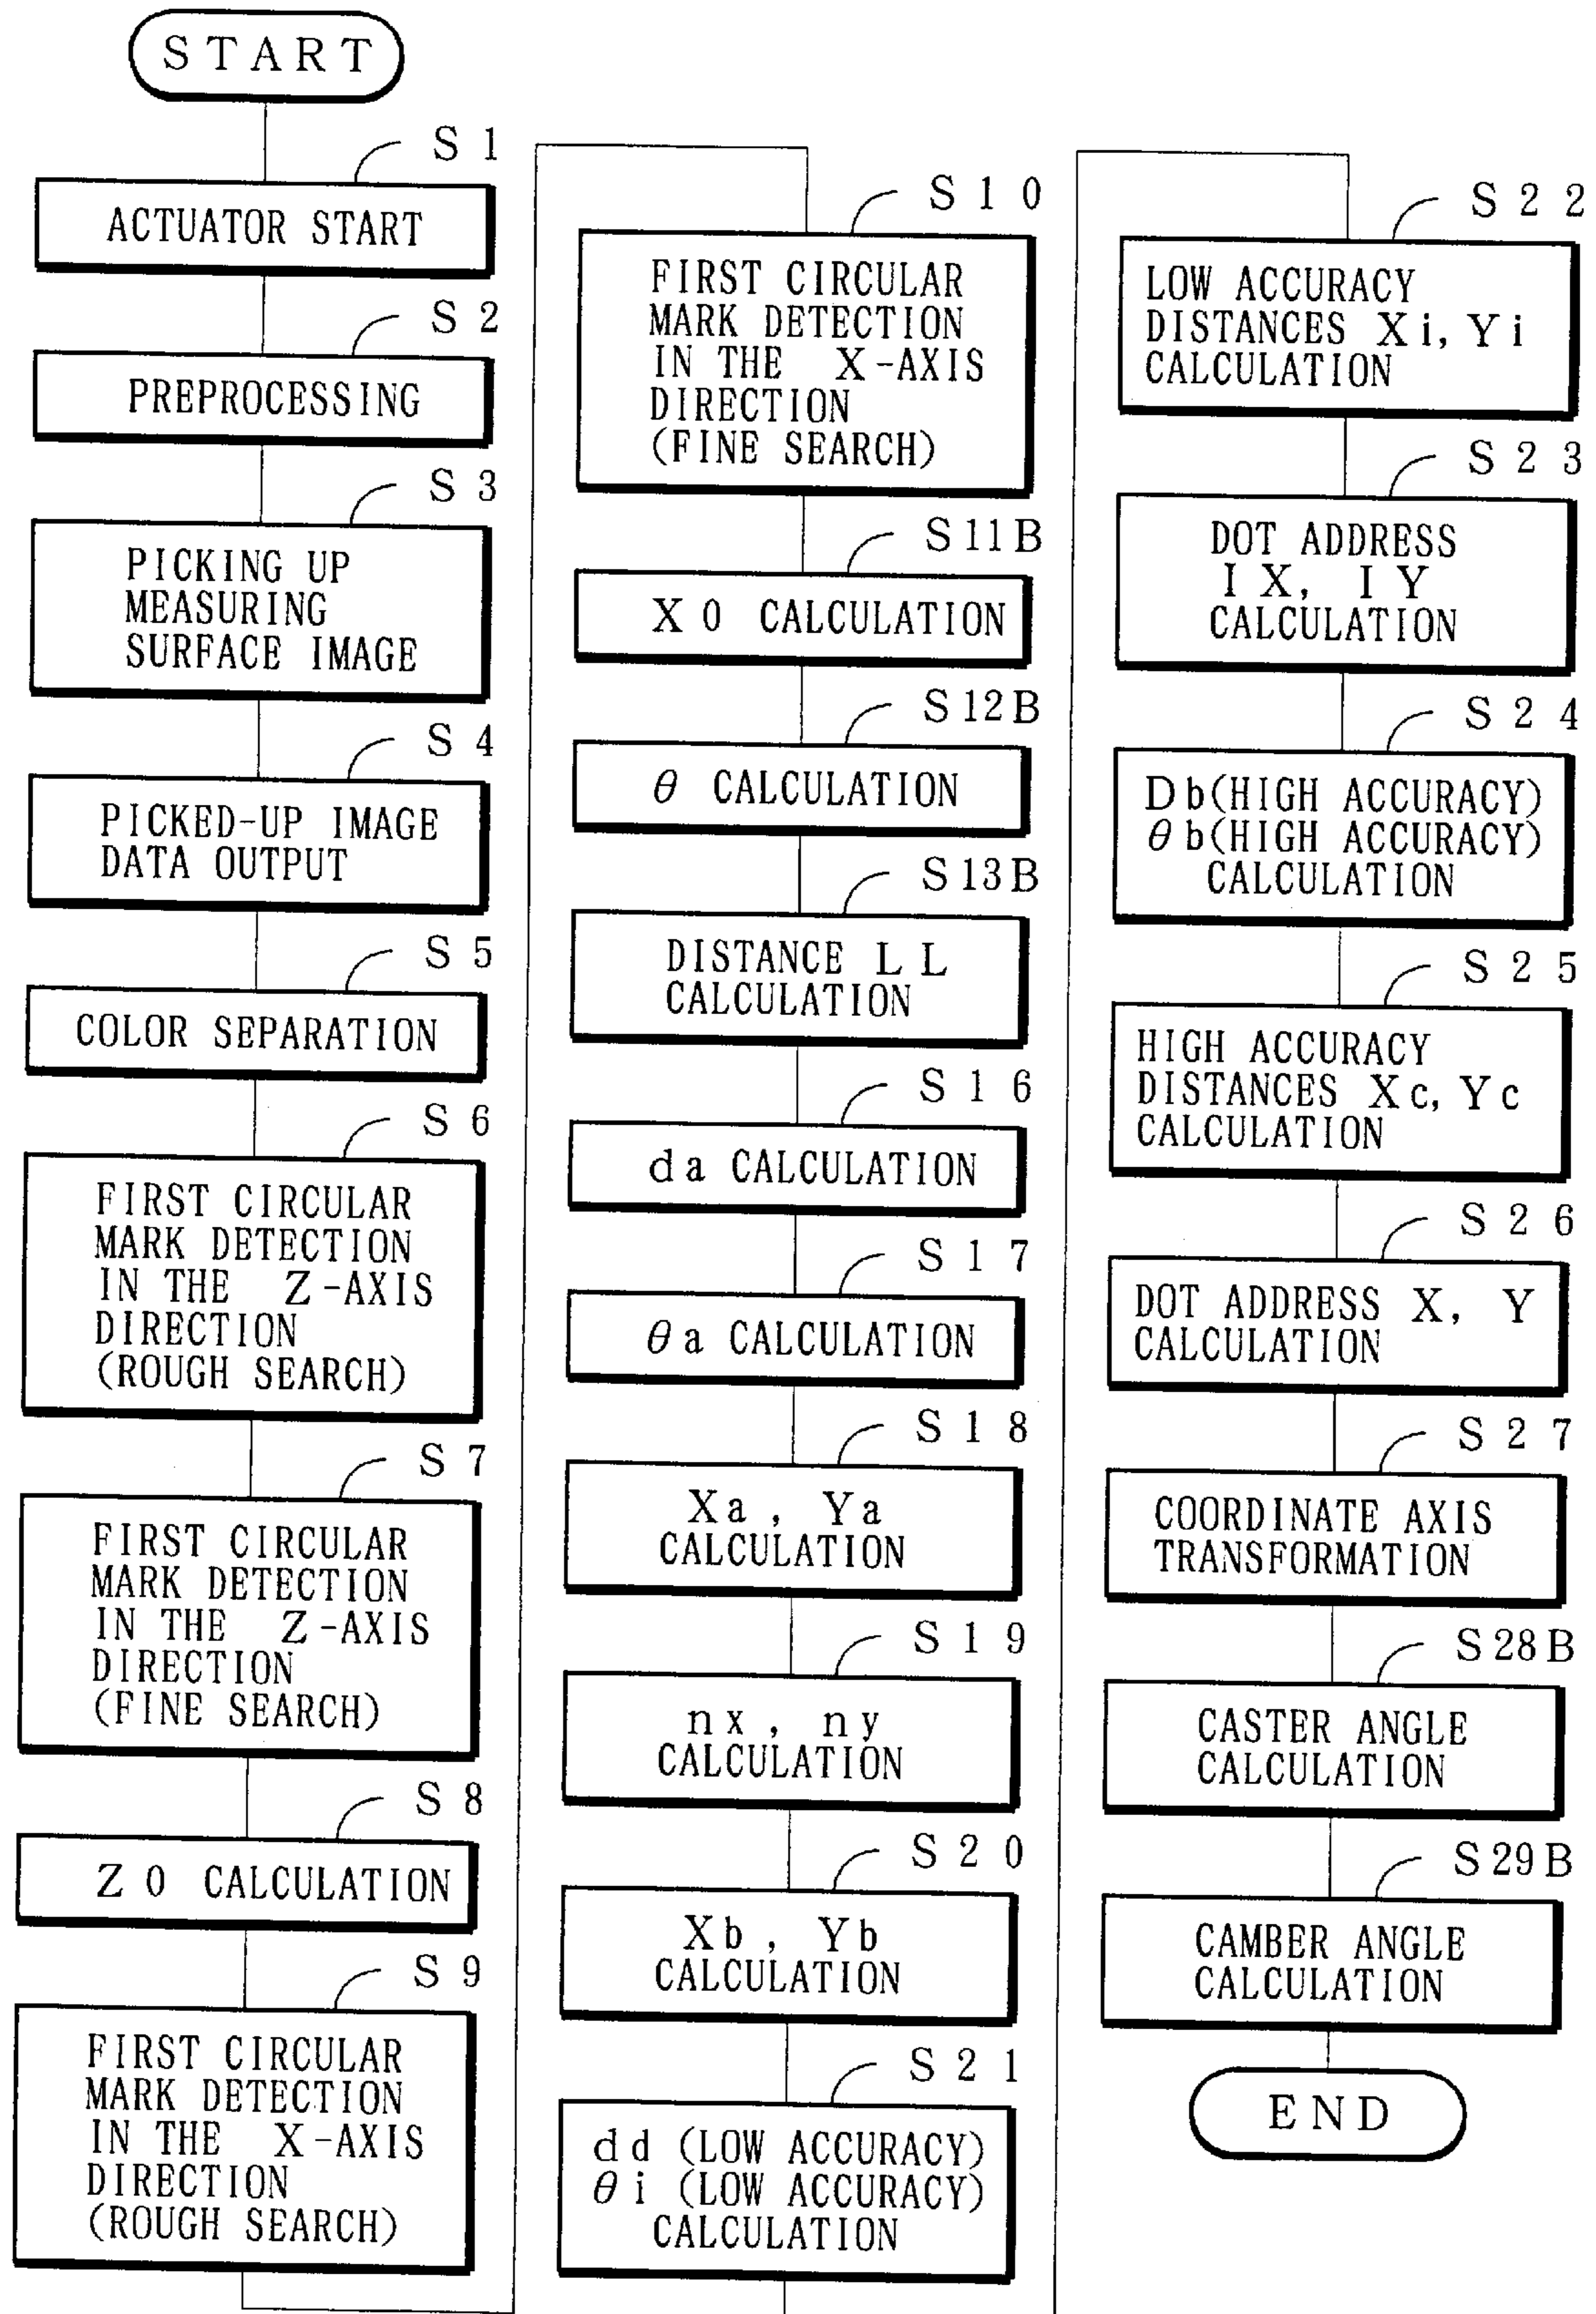 START
S1
ACTUATOR START
S2
PREPROCESSING
S3
PICKING UP
MEASURING
SURFACE IMAGE
S4
PICKED-UP IMAGE
DATA OUTPUT
S5
COLOR SEPARATION
S6
FIRST CIRCULAR
MARK DETECTION
IN THE Z-AXIS
DIRECTION
(ROUGH SEARCH)
S7
FIRST CIRCULAR
MARK DETECTION
IN THE Z-AXIS
DIRECTION
(FINE SEARCH)
S8
Z0 CALCULATION
S9
FIRST CIRCULAR
MARK DETECTION
IN THE X-AXIS
DIRECTION
(ROUGH SEARCH)
S10
FIRST CIRCULAR
MARK DETECTION
IN THE X-AXIS
DIRECTION
(FINE SEARCH)
S11B
X0 CALCULATION
S12B
θ CALCULATION
S13B
DISTANCE LL
CALCULATION
S16
da CALCULATION
S17
θa CALCULATION
S18
Xa, Ya
CALCULATION
S19
nx, ny
CALCULATION
S20
Xb, Yb
CALCULATION
S21
dd (LOW ACCURACY)
θi (LOW ACCURACY)
CALCULATION
S22
LOW ACCURACY
DISTANCES Xi, Yi
CALCULATION
S23
DOT ADDRESS
IX, IY
CALCULATION
S24
Db(HIGH ACCURACY)
θb(HIGH ACCURACY)
CALCULATION
S25
HIGH ACCURACY
DISTANCES Xc, Yc
CALCULATION
S26
DOT ADDRESS X, Y
CALCULATION
S27
COORDINATE AXIS
TRANSFORMATION
S28B
CASTER ANGLE
CALCULATION
S29B
CAMBER ANGLE
CALCULATION
END